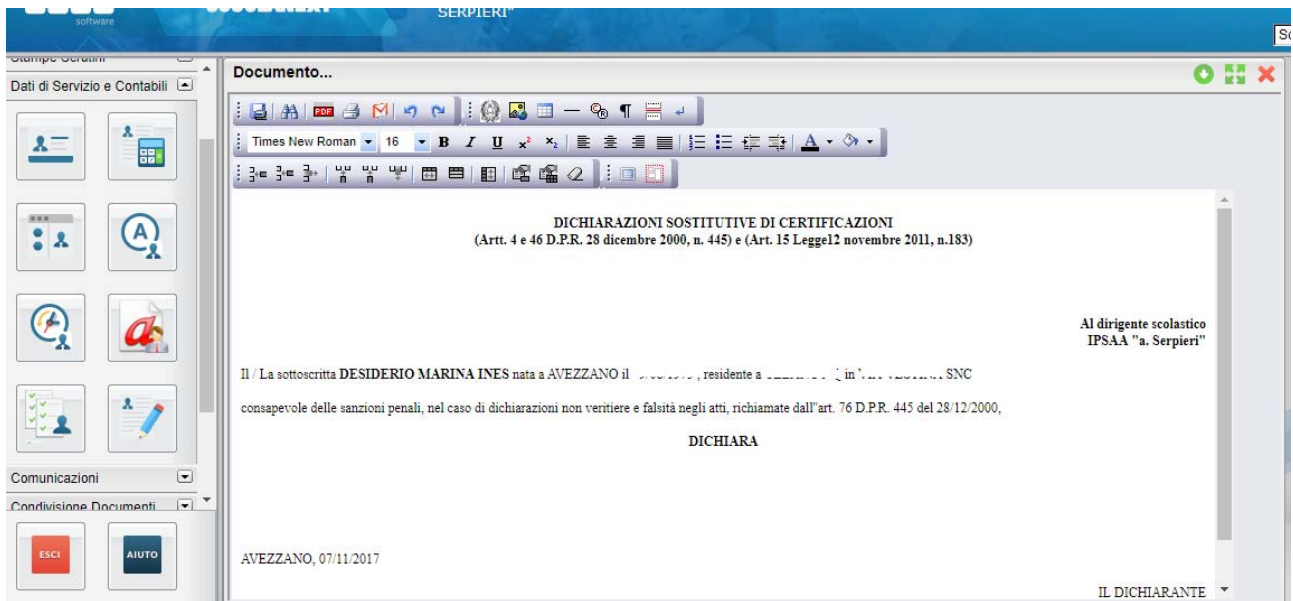 software
SERPIERI"
Dati di Servizio e Contabili
Comunicazioni
Condivisione Documenti
ESCI
AIUTO
Documento...
PDF
Times New Roman
16
B I U x² x₂
DICHIARAZIONI SOSTITUTIVE DI CERTIFICAZIONI
(Artt. 4 e 46 D.P.R. 28 dicembre 2000, n. 445) e (Art. 15 Legge12 novembre 2011, n.183)
Al dirigente scolastico
IPSAA "a. Serpieri"
Il / La sottoscritta DESIDERIO MARINA INES nata a AVEZZANO il , residente a in SNC
consapevole delle sanzioni penali, nel caso di dichiarazioni non veritiere e falsità negli atti, richiamate dall"art. 76 D.P.R. 445 del 28/12/2000,
DICHIARA
AVEZZANO, 07/11/2017
IL DICHIARANTE